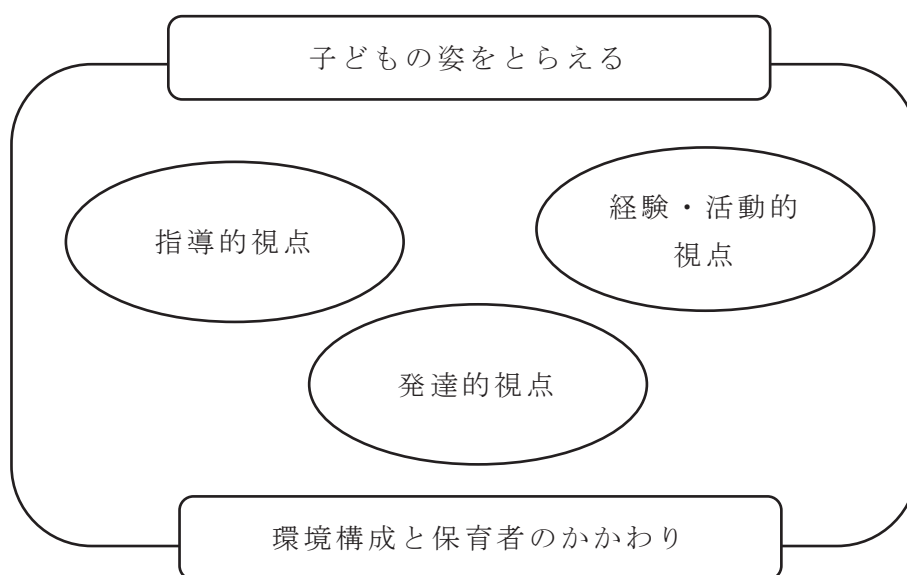 子どもの姿をとらえる
指導的視点
経験・活動的
視点
発達的視点
環境構成と保育者のかかわり